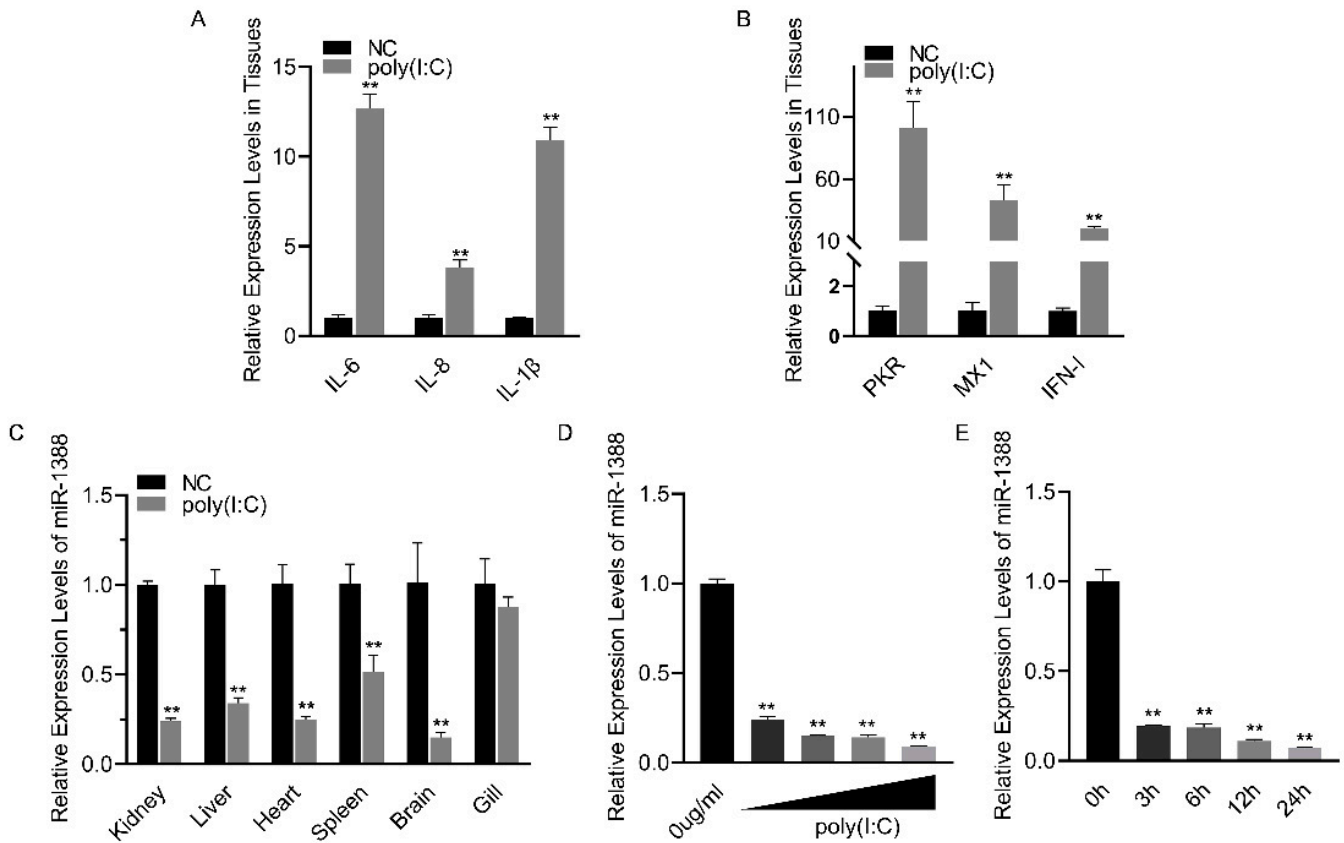 A
NC
poly(I:C)
Relative Expression Levels in Tissues
15
10
5
0
**
**
**
IL-6
IL-8
IL-1β
B
NC
poly(I:C)
Relative Expression Levels in Tissues
110
60
10
2
0
**
**
**
PKR
MX1
IFN-I
C
NC
poly(I:C)
Relative Expression Levels of miR-1388
1.5
1.0
0.5
0.0
**
**
**
**
**
Kidney
Liver
Heart
Spleen
Brain
Gill
D
Relative Expression Levels of miR-1388
1.5
1.0
0.5
0.0
**
**
**
**
0ug/ml
poly(I:C)
E
Relative Expression Levels of miR-1388
1.5
1.0
0.5
0.0
**
**
**
**
0h
3h
6h
12h
24h